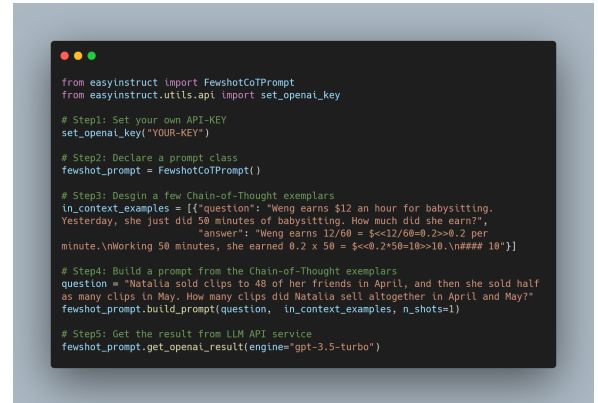 from easyinstruct import FewshotCoTPrompt
from easyinstruct.utils.api import set_openai_key
# Step1: Set your own API-KEY
set_openai_key("YOUR-KEY")
# Step2: Declare a prompt class
fewshot_prompt = FewshotCoTPrompt()
# Step3: Desgin a few Chain-of-Thought exemplars
in_context_examples = [{"question": "Weng earns $12 an hour for babysitting.
Yesterday, she just did 50 minutes of babysitting. How much did she earn?",
"answer": "Weng earns 12/60 = $<<12/60=0.2>>0.2 per
minute.\nWorking 50 minutes, she earned 0.2 x 50 = $<<0.2*50=10>>10.\n#### 10"}]
# Step4: Build a prompt from the Chain-of-Thought exemplars
question = "Natalia sold clips to 48 of her friends in April, and then she sold half
as many clips in May. How many clips did Natalia sell altogether in April and May?"
fewshot_prompt.build_prompt(question,  in_context_examples, n_shots=1)
# Step5: Get the result from LLM API service
fewshot_prompt.get_openai_result(engine="gpt-3.5-turbo")